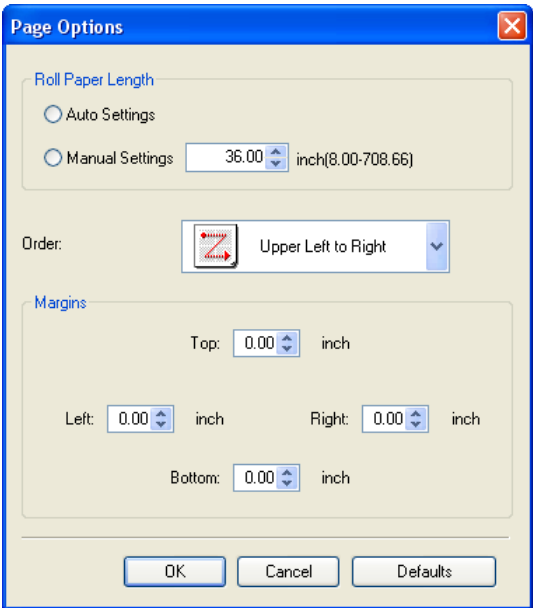 Page Options
Roll Paper Length
Auto Settings
Manual Settings 36.00 inch(8.00-708.66)
Order: Upper Left to Right
Margins
Top: 0.00 inch
Left: 0.00 inch Right: 0.00 inch
Bottom: 0.00 inch
OK Cancel Defaults